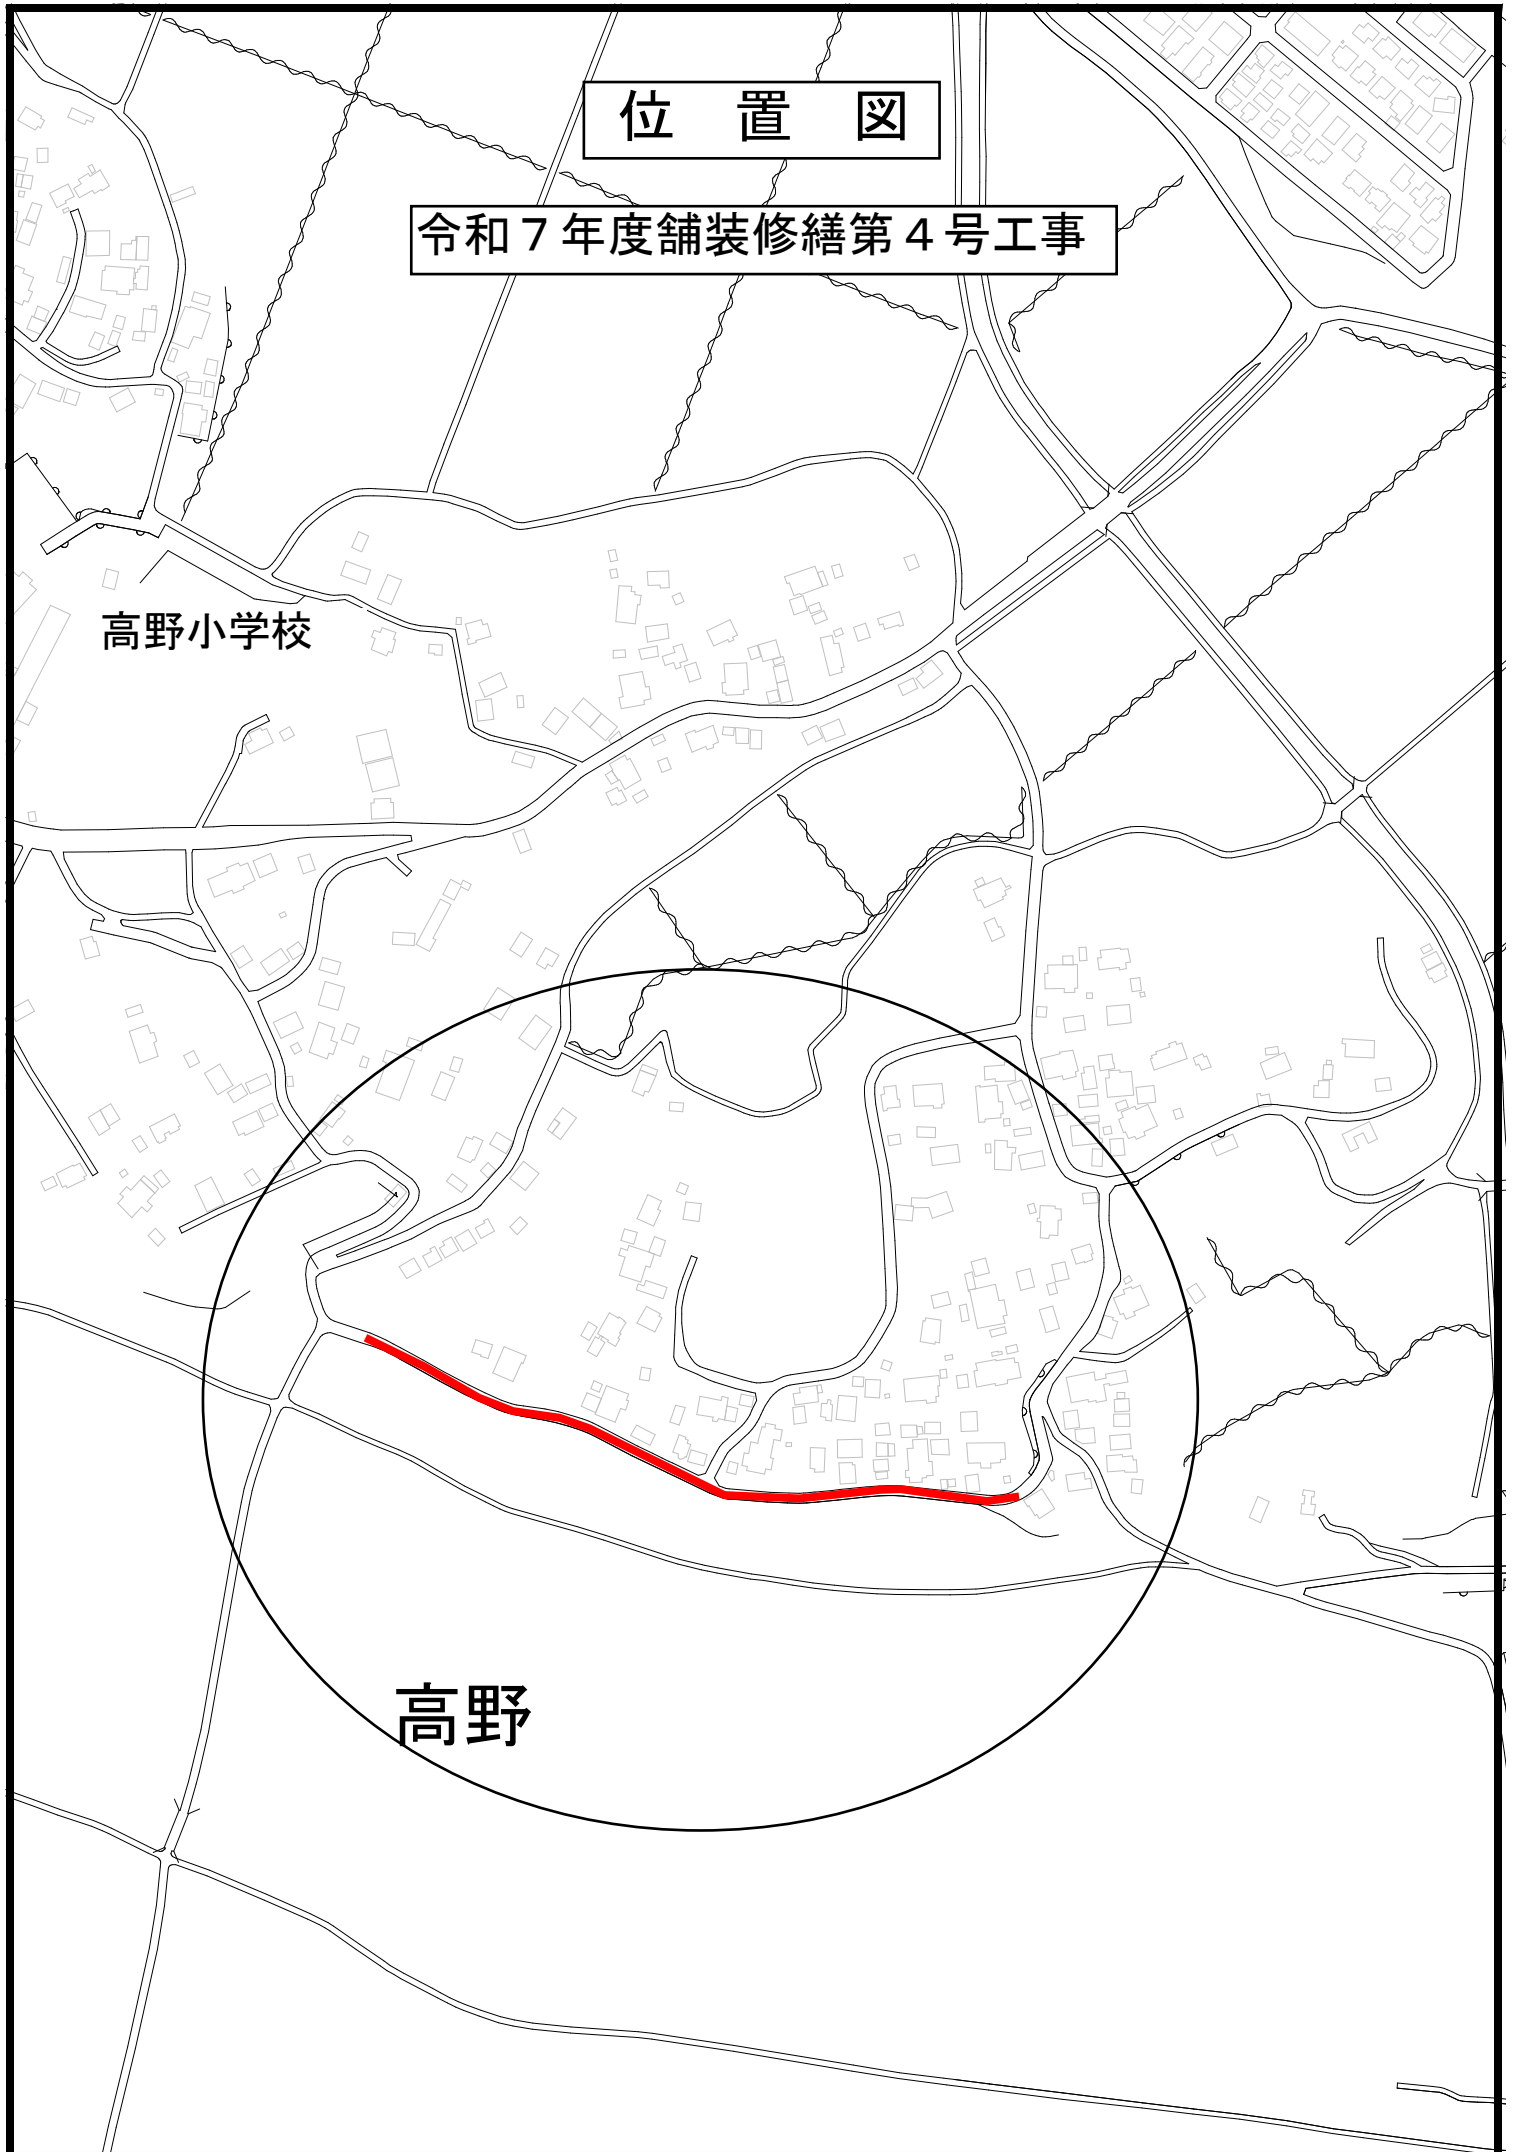 位　置　図
令和７年度舗装修繕第４号工事
高野小学校
高野